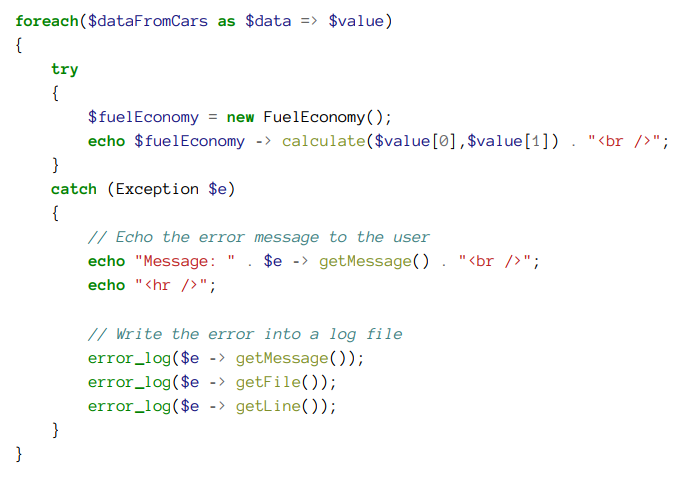 foreach($dataFromCars as $data => $value)
{
    try
    {
        $fuelEconomy = new FuelEconomy();
        echo $fuelEconomy -> calculate($value[0],$value[1]) . "<br />";
    }
    catch (Exception $e)
    {
        // Echo the error message to the user
        echo "Message: " . $e -> getMessage() . "<br />";
        echo "<hr />";

        // Write the error into a log file
        error_log($e -> getMessage());
        error_log($e -> getFile());
        error_log($e -> getLine());
    }
}